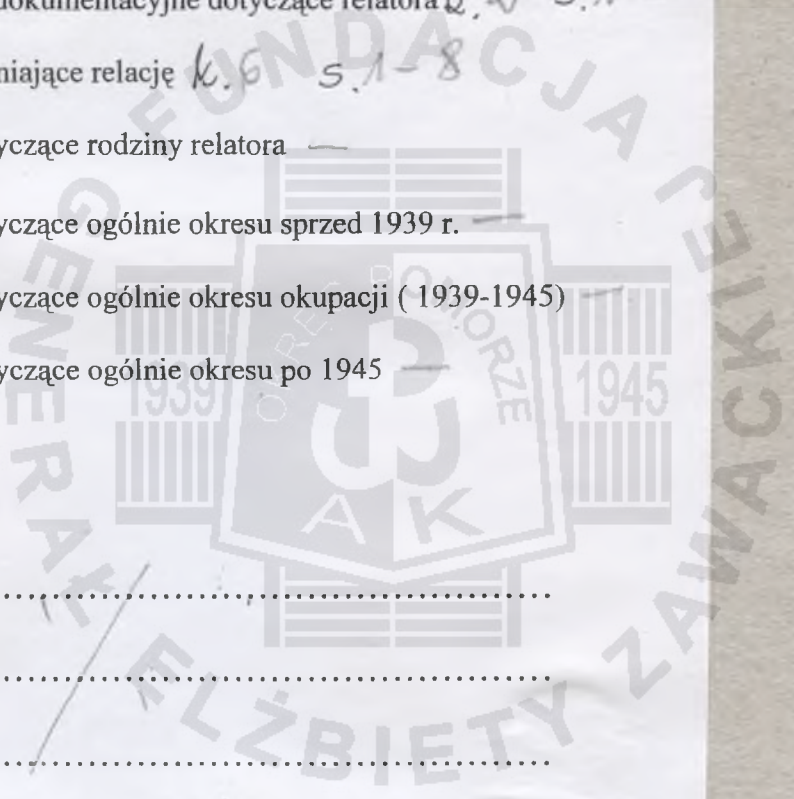 dokumentacyjne dotyczące relatora
niające relację k. 6 s. 1-8
yczące rodziny relatora —
yczące ogólnie okresu sprzed 1939 r. —
yczące ogólnie okresu okupacji ( 1939-1945) —
yczące ogólnie okresu po 1945 —
FUNDACJA GENERAŁ ELŻBIETY ZAWACKIEJ
OKRĘG POMORZE
1939 1945
AK